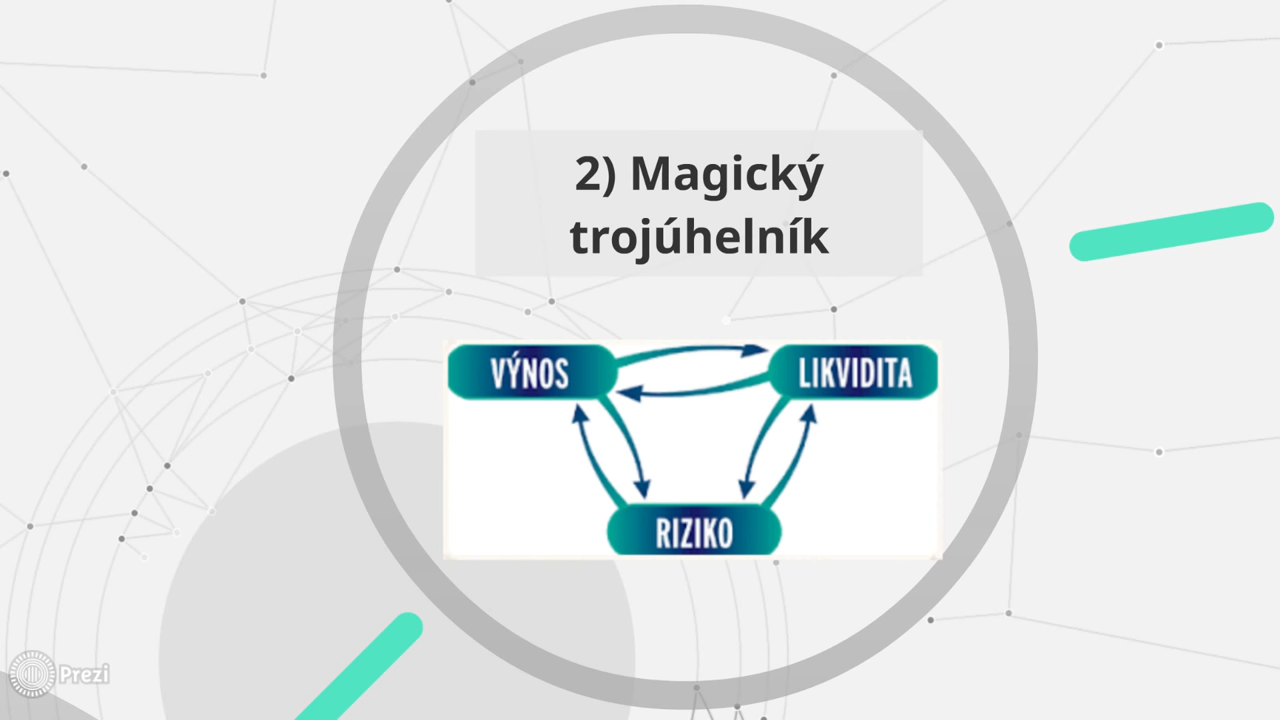 2) Magický
trojúhelník
VÝNOS
LIKVIDITA
RIZIKO
Prezi